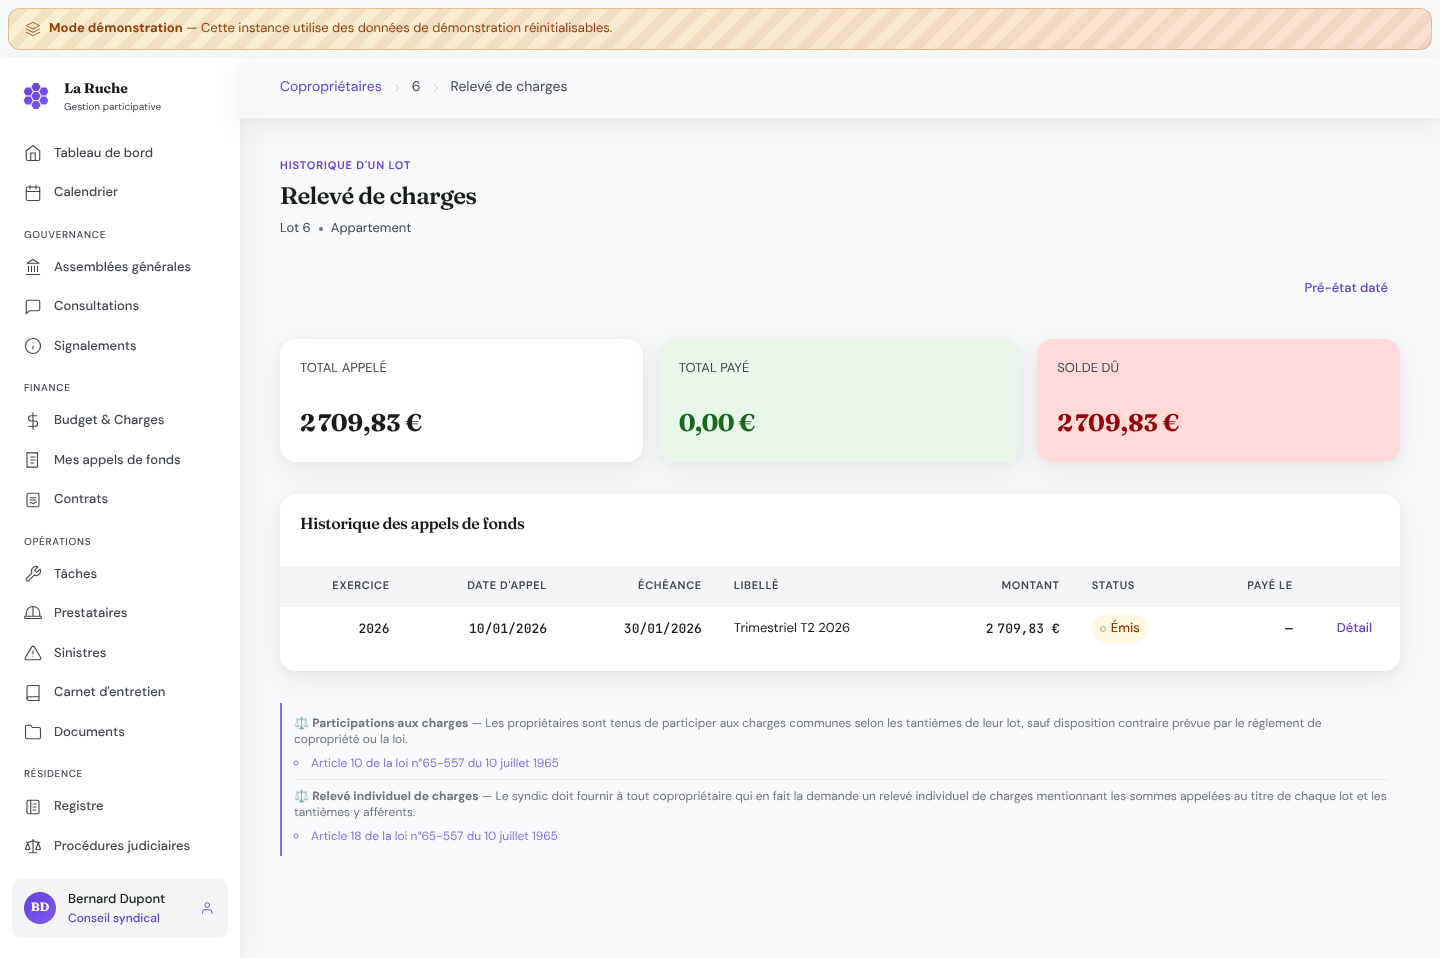 Mode démonstration — Cette instance utilise des données de démonstration réinitialisables.
La Ruche
Gestion participative
Tableau de bord
Calendrier
GOUVERNANCE
Assemblées générales
Consultations
Signalements
FINANCE
Budget & Charges
Mes appels de fonds
Contrats
OPÉRATIONS
Tâches
Prestataires
Sinistres
Carnet d'entretien
Documents
RÉSIDENCE
Registre
Procédures judiciaires
BD
Bernard Dupont
Conseil syndical
Copropriétaires > 6 > Relevé de charges
HISTORIQUE D'UN LOT
Relevé de charges
Lot 6 • Appartement
Pré-état daté
TOTAL APPELÉ
2 709,83 €
TOTAL PAYÉ
0,00 €
SOLDE DÛ
2 709,83 €
Historique des appels de fonds
EXERCICE DATE D'APPEL ÉCHÉANCE LIBELLÉ MONTANT STATUS PAYÉ LE
2026 10/01/2026 30/01/2026 Trimestriel T2 2026 2 709,83 € Émis — Détail
⚖️ Participations aux charges — Les propriétaires sont tenus de participer aux charges communes selon les tantièmes de leur lot, sauf disposition contraire prévue par le règlement de
copropriété ou la loi.
Article 10 de la loi n°65-557 du 10 juillet 1965
⚖️ Relevé individuel de charges — Le syndic doit fournir à tout copropriétaire qui en fait la demande un relevé individuel de charges mentionnant les sommes appelées au titre de chaque lot et les
tantièmes y afférents.
Article 18 de la loi n°65-557 du 10 juillet 1965